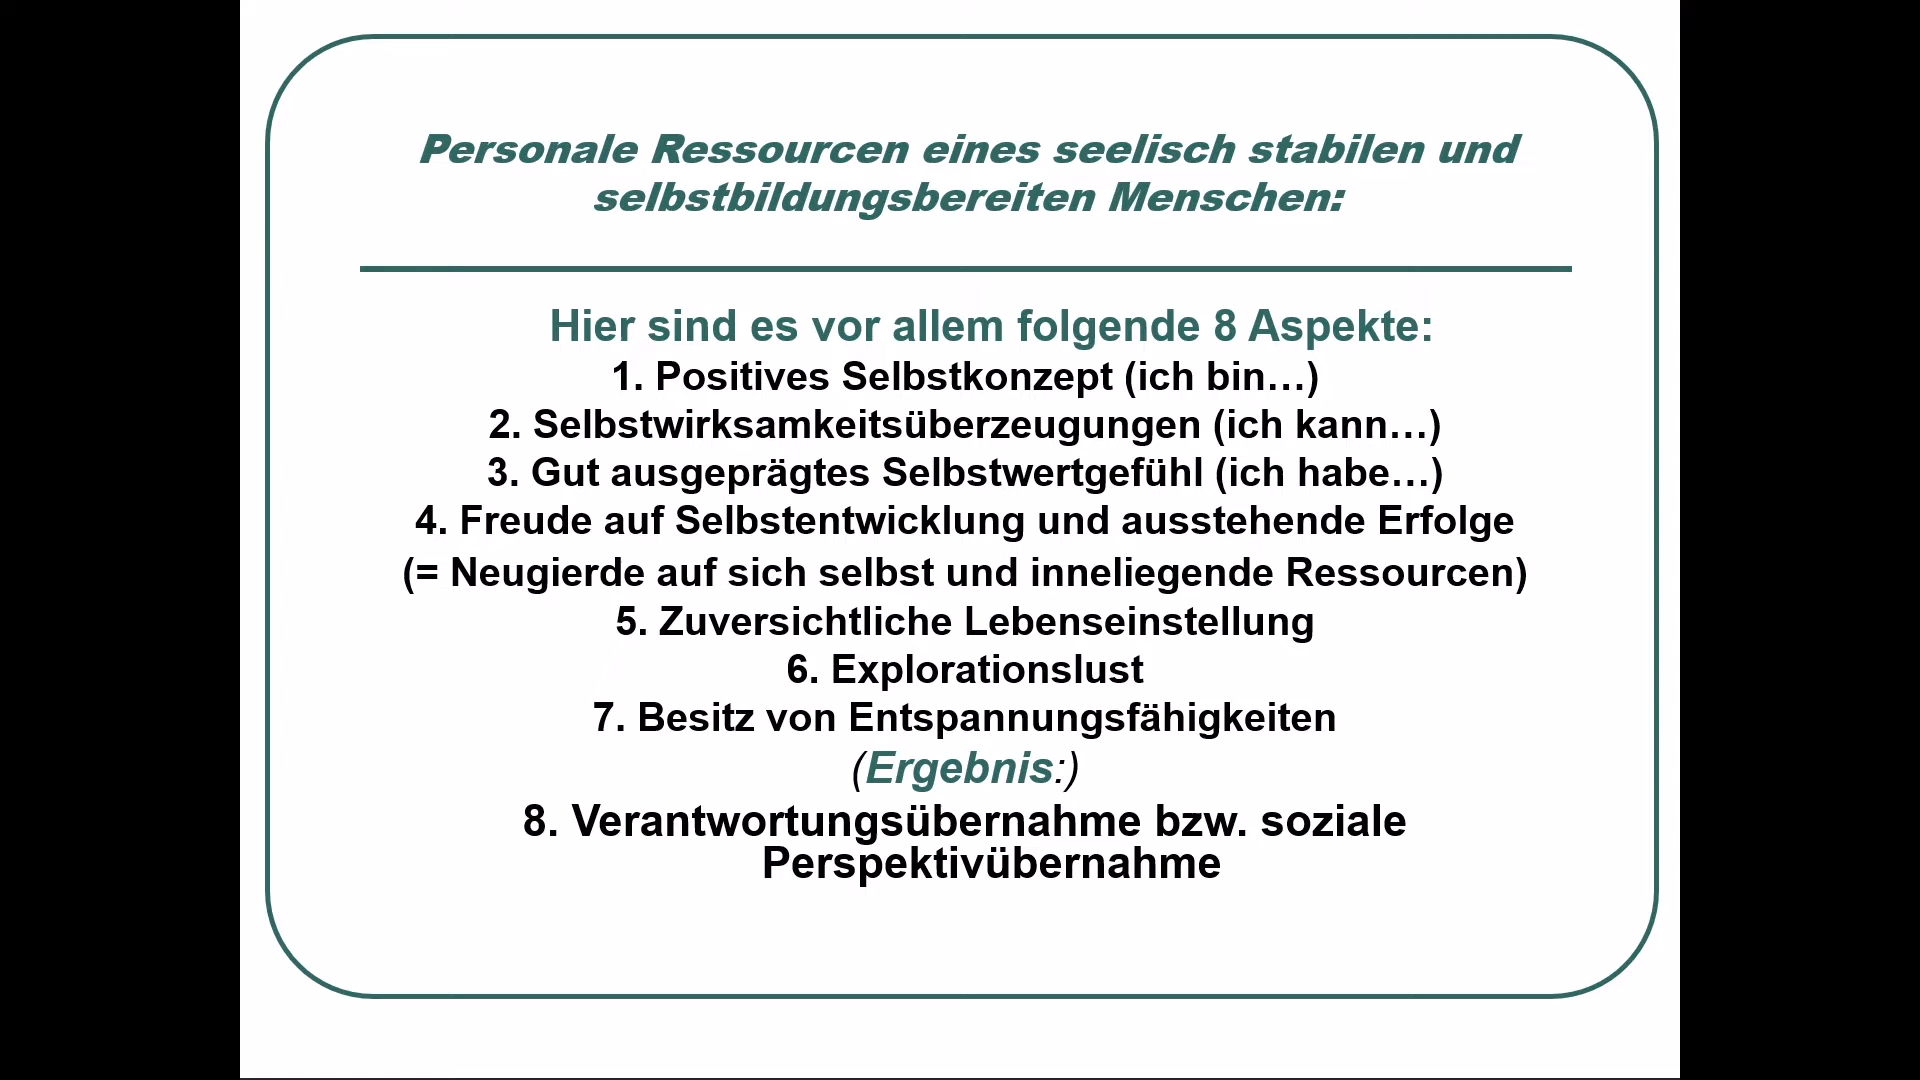 Personale Ressourcen eines seelisch stabilen und
selbstbildungsbereiten Menschen:
Hier sind es vor allem folgende 8 Aspekte:
1. Positives Selbstkonzept (ich bin…)
2. Selbstwirksamkeitsüberzeugungen (ich kann…)
3. Gut ausgeprägtes Selbstwertgefühl (ich habe…)
4. Freude auf Selbstentwicklung und ausstehende Erfolge
(= Neugierde auf sich selbst und inneliegende Ressourcen)
5. Zuversichtliche Lebenseinstellung
6. Explorationslust
7. Besitz von Entspannungsfähigkeiten
(Ergebnis:)
8. Verantwortungsübernahme bzw. soziale
Perspektivübernahme